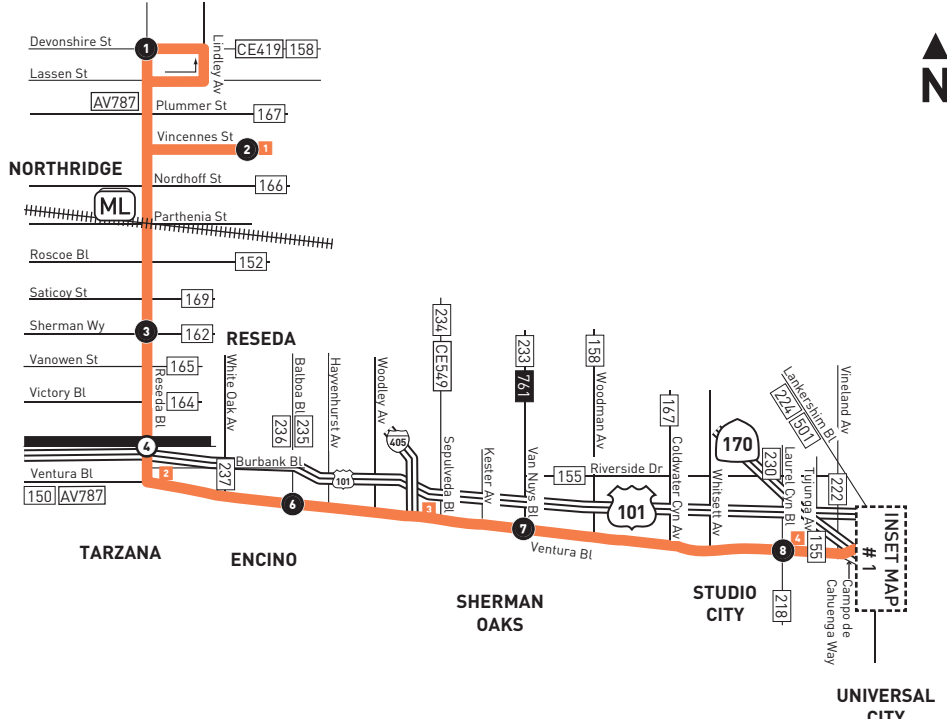 Devonshire St
1
Lindley Av
CE419
158
Lassen St
N
AV787
Plummer St
167
Vincennes St
2
1
NORTHRIDGE
Nordhoff St
166
ML
Parthenia St
Roscoe Bl
152
Saticoy St
169
Sherman Wy
3
162
RESEDA
Vanowen St
165
Victory Bl
164
Reseda Bl
4
Ventura Bl
150
AV787
2
White Oak Av
237
Burbank Bl
Balboa Bl
236
235
6
Hayvenhurst Av
101
Woodley Av
405
234
CE549
Sepulveda Bl
3
Kester Av
233
761
Van Nuys Bl
7
Ventura Bl
158
Woodman Av
155
Riverside Dr
101
167
Coldwater Cyn Av
Whitsett Av
170
230
Laurel Cyn Bl
8
4
218
Tujunga Av
155
Lankershim Bl
224
501
Vineland Av
222
Campo de
Cahuenga Way
INSET MAP
# 1
TARZANA
ENCINO
SHERMAN
OAKS
STUDIO
CITY
UNIVERSAL
CITY